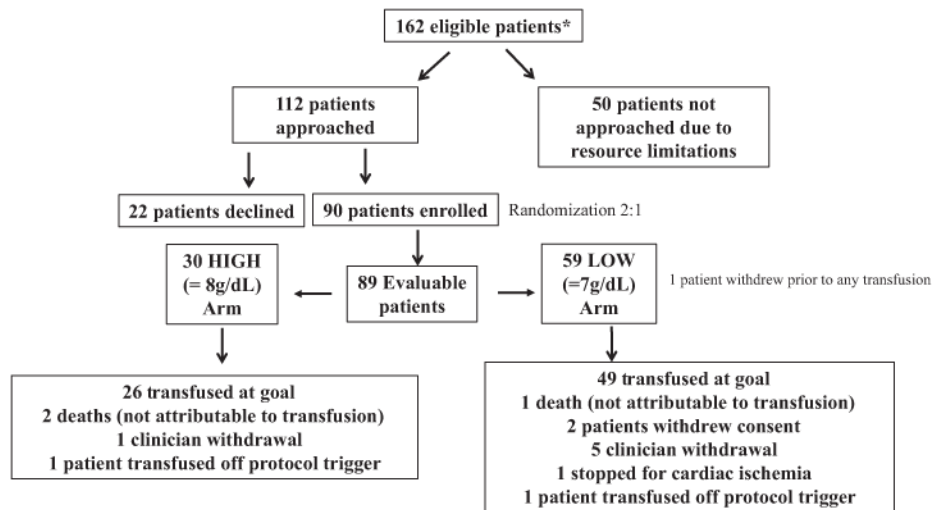 162 eligible patients*
112 patients
approached
50 patients not
approached due to
resource limitations
22 patients declined
90 patients enrolled
Randomization 2:1
30 HIGH
(= 8g/dL)
Arm
89 Evaluable
patients
59 LOW
(=7g/dL)
Arm
1 patient withdrew prior to any transfusion
26 transfused at goal
2 deaths (not attributable to transfusion)
1 clinician withdrawal
1 patient transfused off protocol trigger
49 transfused at goal
1 death (not attributable to transfusion)
2 patients withdrew consent
5 clinician withdrawal
1 stopped for cardiac ischemia
1 patient transfused off protocol trigger